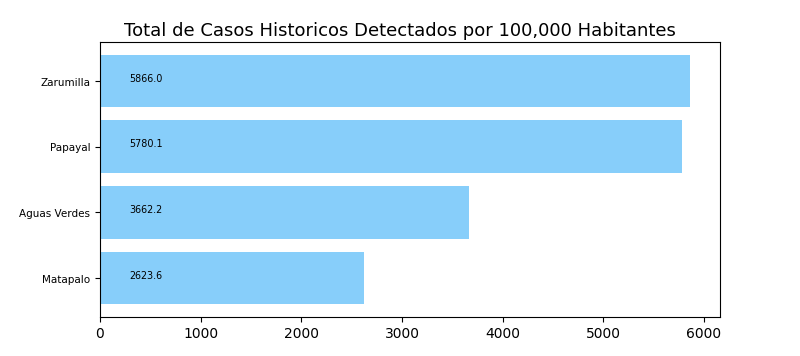 Total de Casos Historicos Detectados por 100,000 Habitantes
Zarumilla 5866.0
Papayal 5780.1
Aguas Verdes 3662.2
Matapalo 2623.6
0 1000 2000 3000 4000 5000 6000